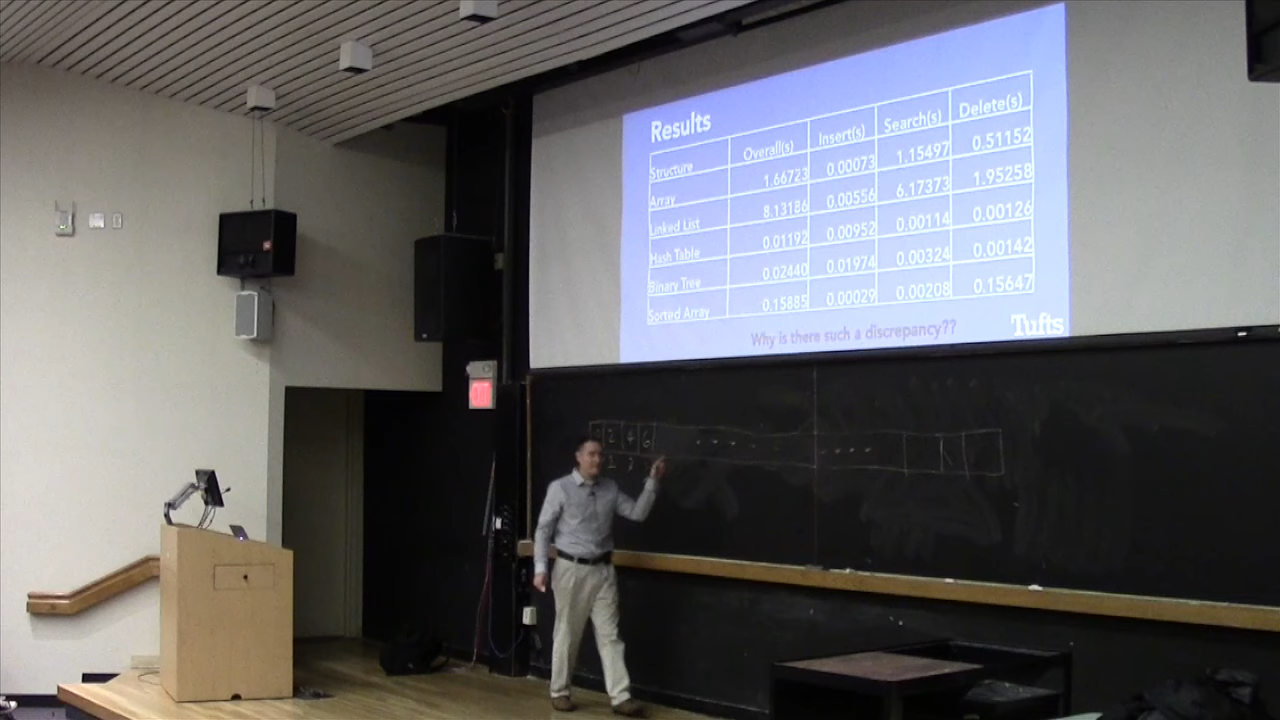 Results
Structure Overall(s) Insert(s) Search(s) Delete(s)
Array 1.66723 0.00073 1.15497 0.51152
Linked List 8.13186 0.00556 6.17373 1.95258
Hash Table 0.01192 0.00952 0.00114 0.00126
Binary Tree 0.02440 0.01974 0.00324 0.00142
Sorted Array 0.15885 0.00029 0.00208 0.15647
Why is there such a discrepancy??
Tufts
2 4 6